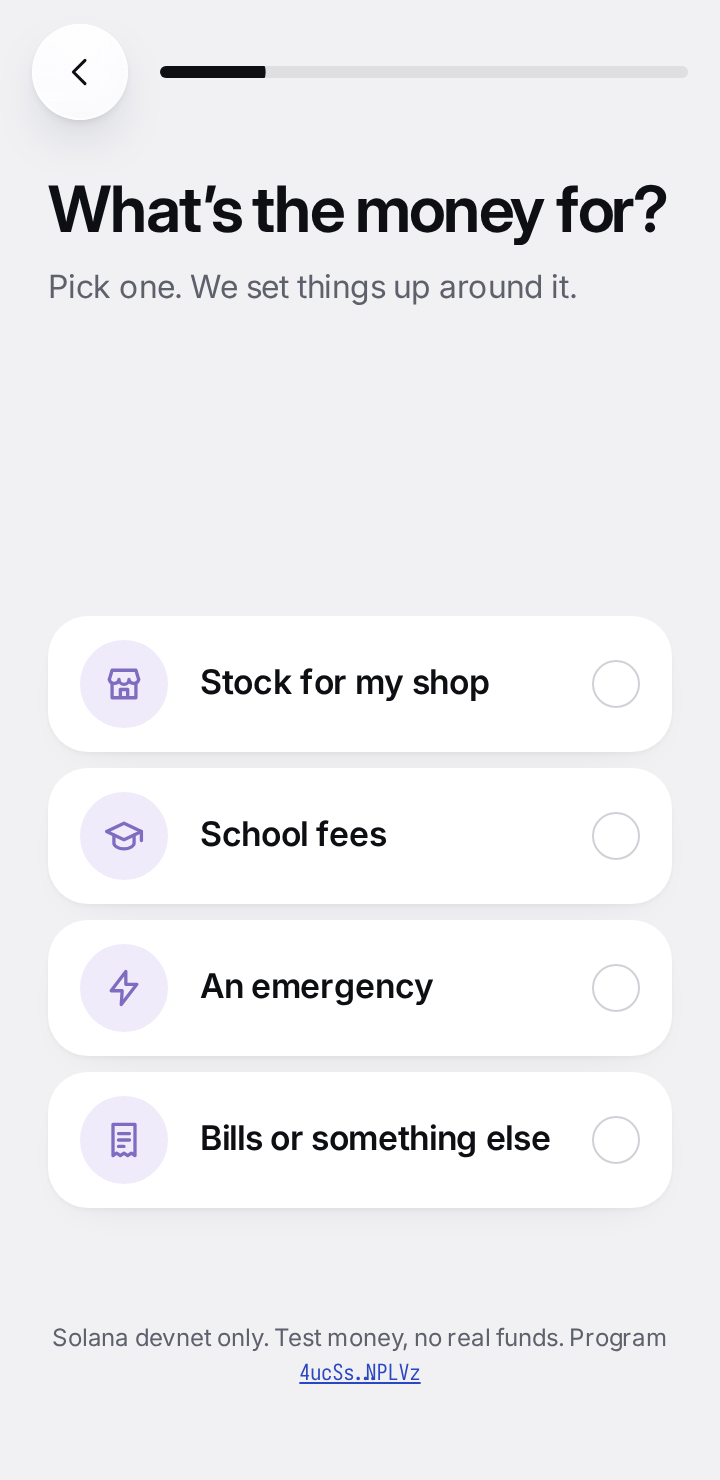 What’s the money for?
Pick one. We set things up around it.
Stock for my shop
School fees
An emergency
Bills or something else
Solana devnet only. Test money, no real funds. Program
4ucSs…NPLVz